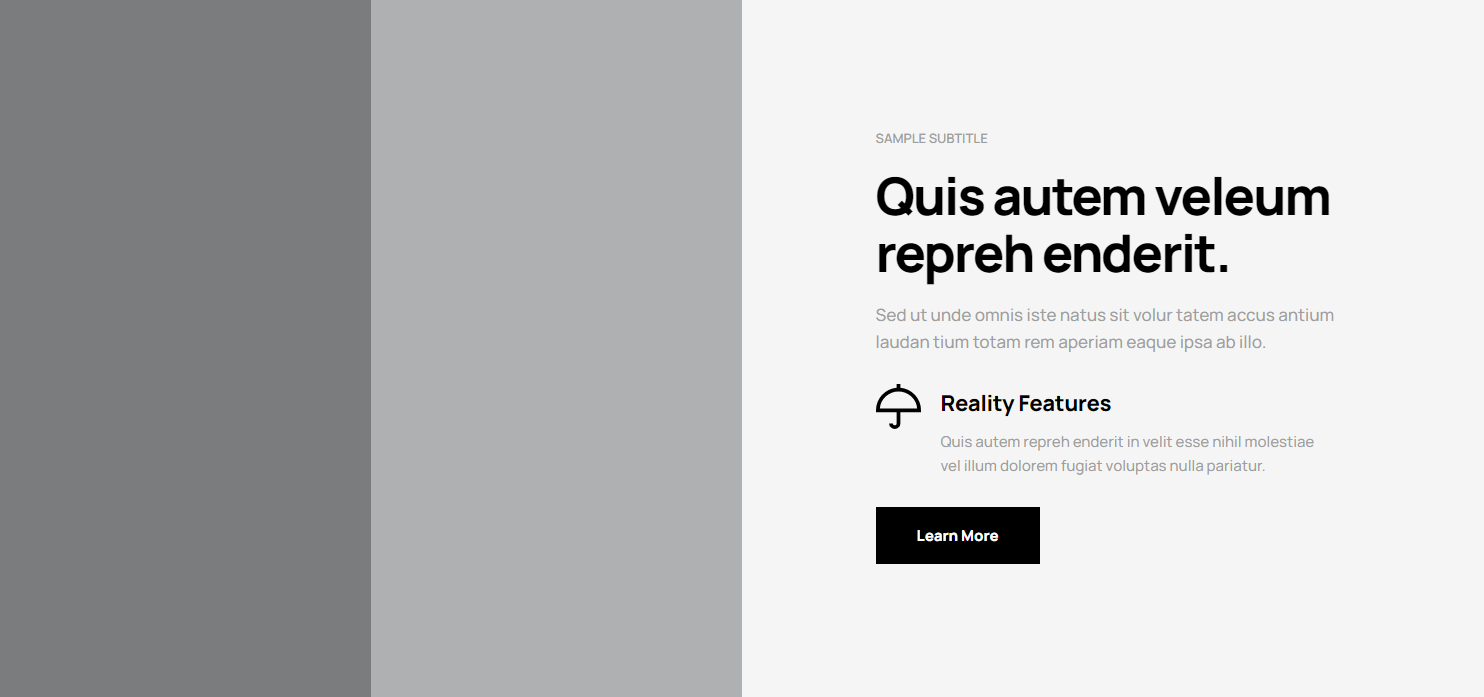 SAMPLE SUBTITLE
Quis autem veleum
repreh enderit.
Sed ut unde omnis iste natus sit volur tatem accus antium
laudan tium totam rem aperiam eaque ipsa ab illo.
Reality Features
Quis autem repreh enderit in velit esse nihil molestiae
vel illum dolorem fugiat voluptas nulla pariatur.
Learn More